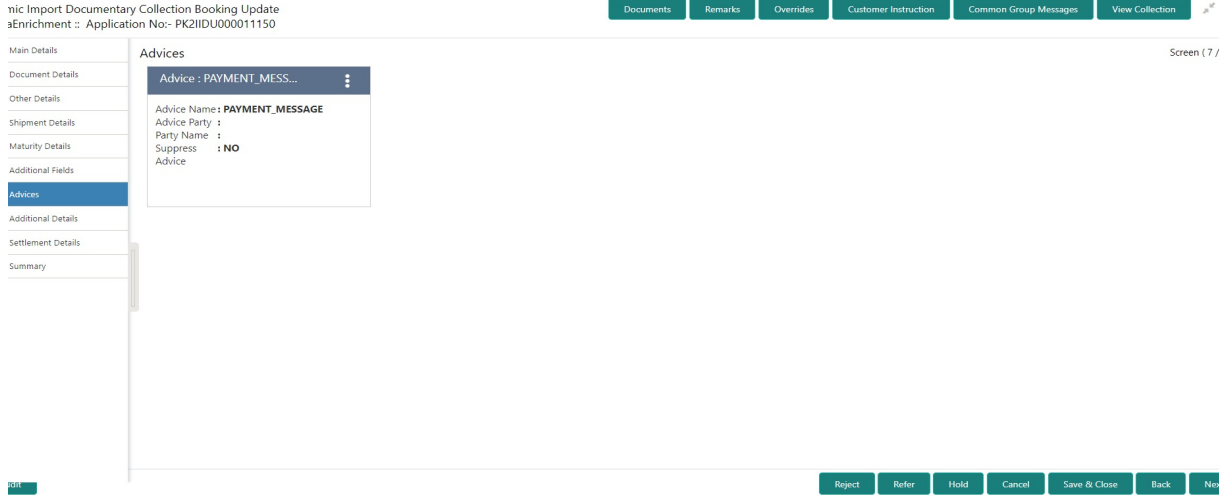 mic Import Documentary Collection Booking Update
aEnrichment :: Application No:- PK2IIDU000011150
Documents
Remarks
Overrides
Customer Instruction
Common Group Messages
View Collection
Main Details
Document Details
Other Details
Shipment Details
Maturity Details
Additional Fields
Advices
Additional Details
Settlement Details
Summary
Advices
Screen ( 7 /
Advice : PAYMENT_MESS...
Advice Name : PAYMENT_MESSAGE
Advice Party :
Party Name :
Suppress : NO
Advice
Reject
Refer
Hold
Cancel
Save & Close
Back
Nex